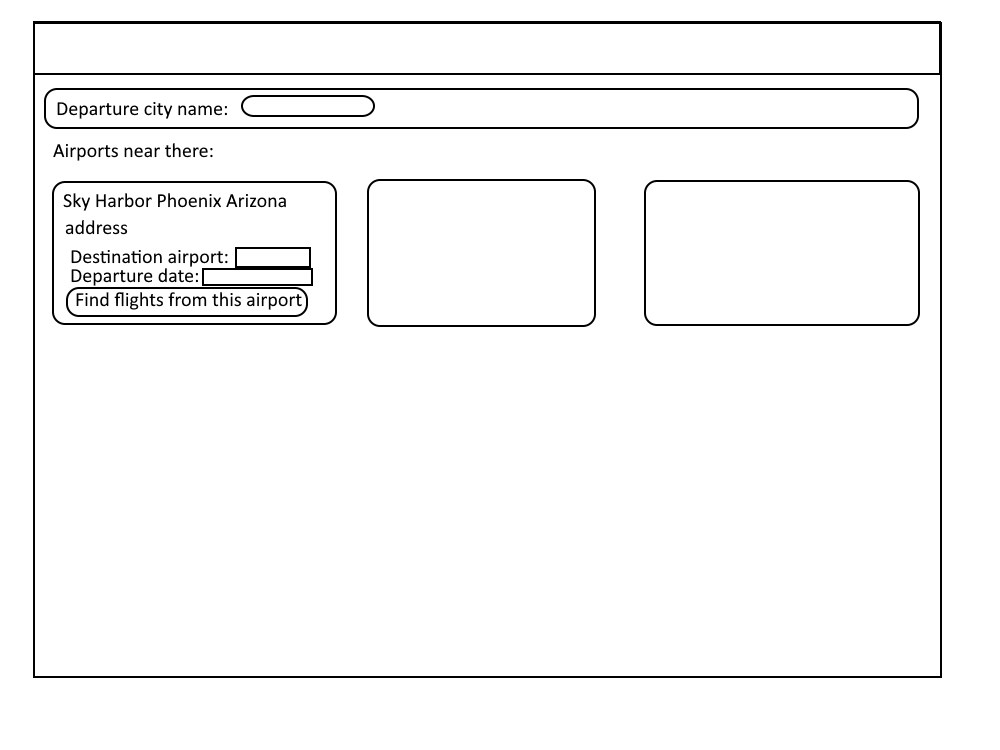 Departure city name:
Airports near there:
Sky Harbor Phoenix Arizona
address
Destination airport:
Departure date:
Find flights from this airport